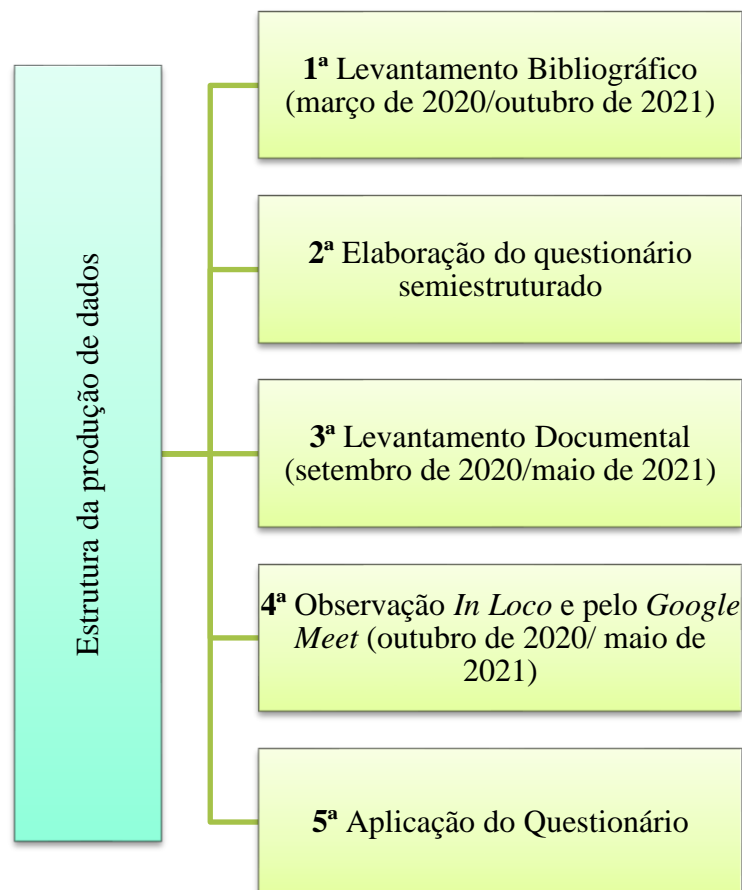 Estrutura da produção de dados
1ª Levantamento Bibliográfico
(março de 2020/outubro de 2021)
2ª Elaboração do questionário
semiestruturado
3ª Levantamento Documental
(setembro de 2020/maio de 2021)
4ª Observação In Loco e pelo Google
Meet (outubro de 2020/ maio de
2021)
5ª Aplicação do Questionário